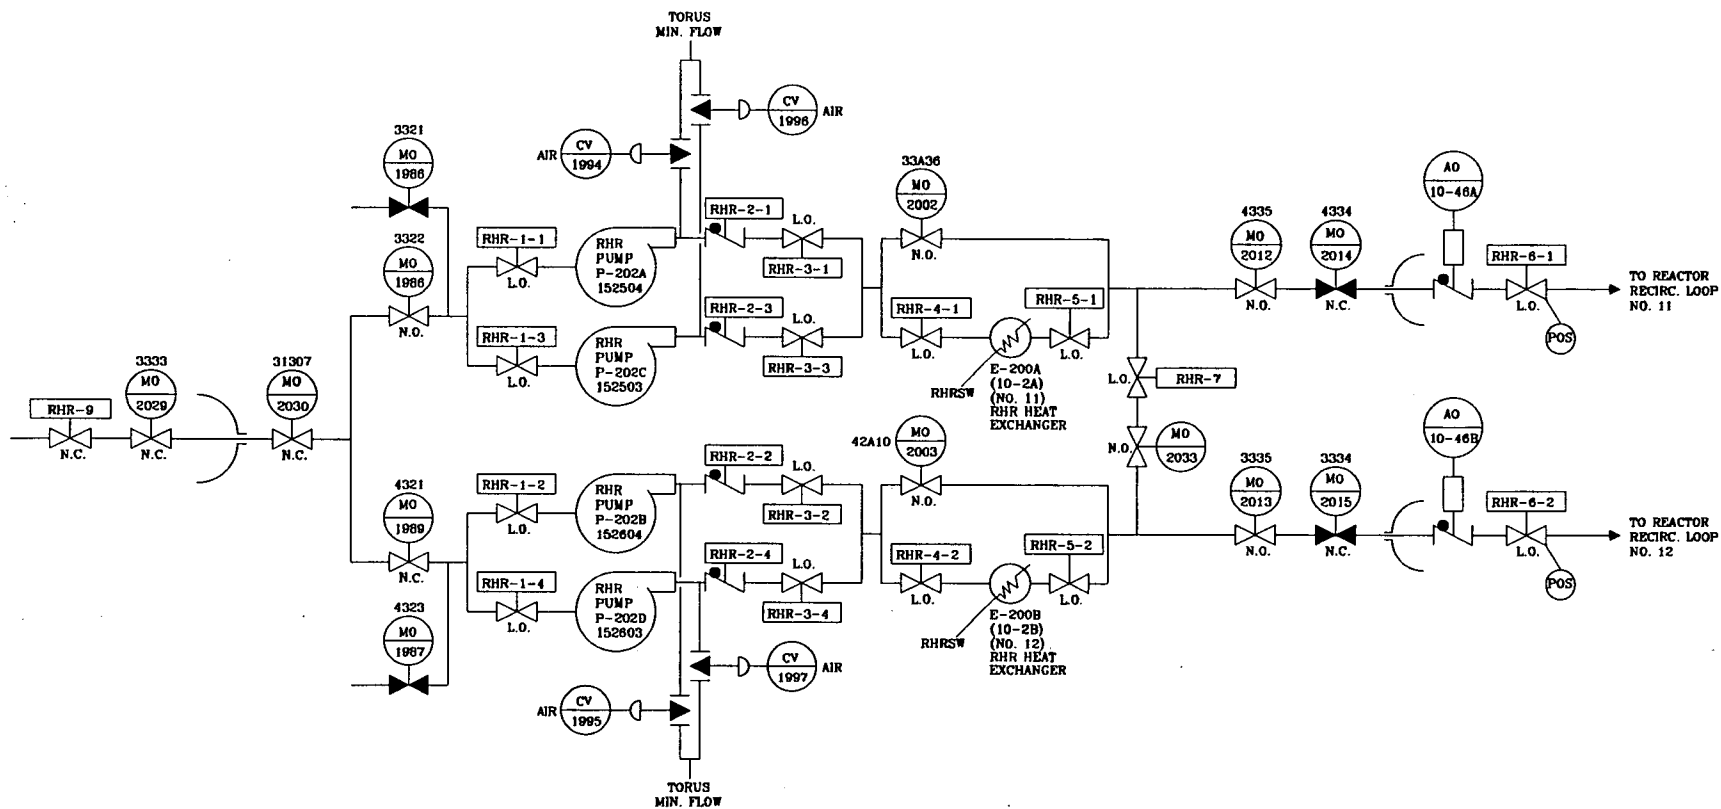 TORUS
MIN. FLOW
CV
1996
AIR
AIR
CV
1994
3321
MO
1986
3322
MO
1986
N.O.
RHR-1-1
L.O.
RHR
PUMP
P-202A
152504
RHR-2-1
L.O.
RHR-3-1
33A36
MO
2002
N.O.
RHR-1-3
L.O.
RHR
PUMP
P-202C
152503
RHR-2-3
L.O.
RHR-3-3
RHR-4-1
L.O.
RHR-5-1
L.O.
RHRSW
E-200A
(10-2A)
(NO. 11)
RHR HEAT
EXCHANGER
4335
MO
2012
N.O.
4334
MO
2014
N.C.
AO
10-46A
RHR-6-1
L.O.
POS
TO REACTOR
RECIRC. LOOP
NO. 11
L.O.
RHR-7
N.O.
MO
2033
RHR-9
N.C.
3333
MO
2029
N.C.
31307
MO
2030
N.C.
4321
MO
1989
N.C.
4323
MO
1987
RHR-1-2
L.O.
RHR
PUMP
P-202B
152604
RHR-2-2
L.O.
RHR-3-2
42A10
MO
2003
N.O.
RHR-1-4
L.O.
RHR
PUMP
P-202D
152603
RHR-2-4
L.O.
RHR-3-4
RHR-4-2
L.O.
RHR-5-2
L.O.
RHRSW
E-200B
(10-2B)
(NO. 12)
RHR HEAT
EXCHANGER
3335
MO
2013
N.O.
3334
MO
2015
N.C.
AO
10-46B
RHR-6-2
L.O.
POS
TO REACTOR
RECIRC. LOOP
NO. 12
CV
1997
AIR
AIR
CV
1995
TORUS
MIN. FLOW